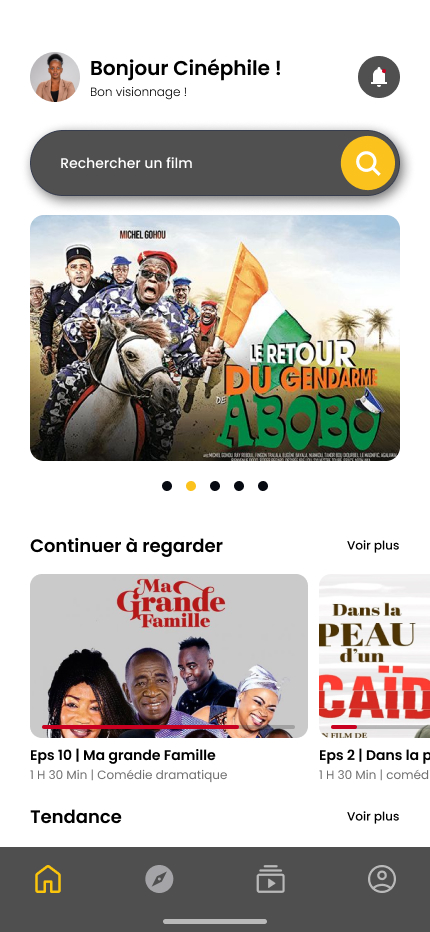 Bonjour Cinéphile !
Bon visionnage !
Rechercher un film
MICHEL GOHOU
LE RETOUR
DU GENDARME
DE
ABOBO
Continuer à regarder
Voir plus
Ma
Grande
Famille
Dans la
PEAU
d'un
CAÏD
N FILM DE
Eps 10 | Ma grande Famille
1 H 30 Min | Comédie dramatique
Eps 2 | Dans la p
1 H 30 Min | coméd
Tendance
Voir plus